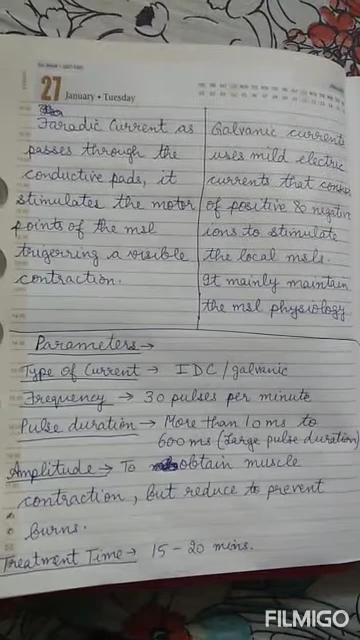 27 January • Tuesday
Faradic Current as
passes through the
conductive pads, it
stimulates the motor
points of the msl
trigerring a visible
contraction.
Galvanic currents
uses mild electric
currents that
of positive & negative
ions to stimulate
the local msls.
It mainly maintain
the msl physiology
Parameters →
Type of Current → IDC/galvanic
Frequency → 30 pulses per minute
Pulse duration → More than 10ms to
600ms (Large pulse duration)
Amplitude → To obtain muscle
contraction, but reduce to prevent
burns.
Treatment Time → 15-20 mins.
FILMIGO